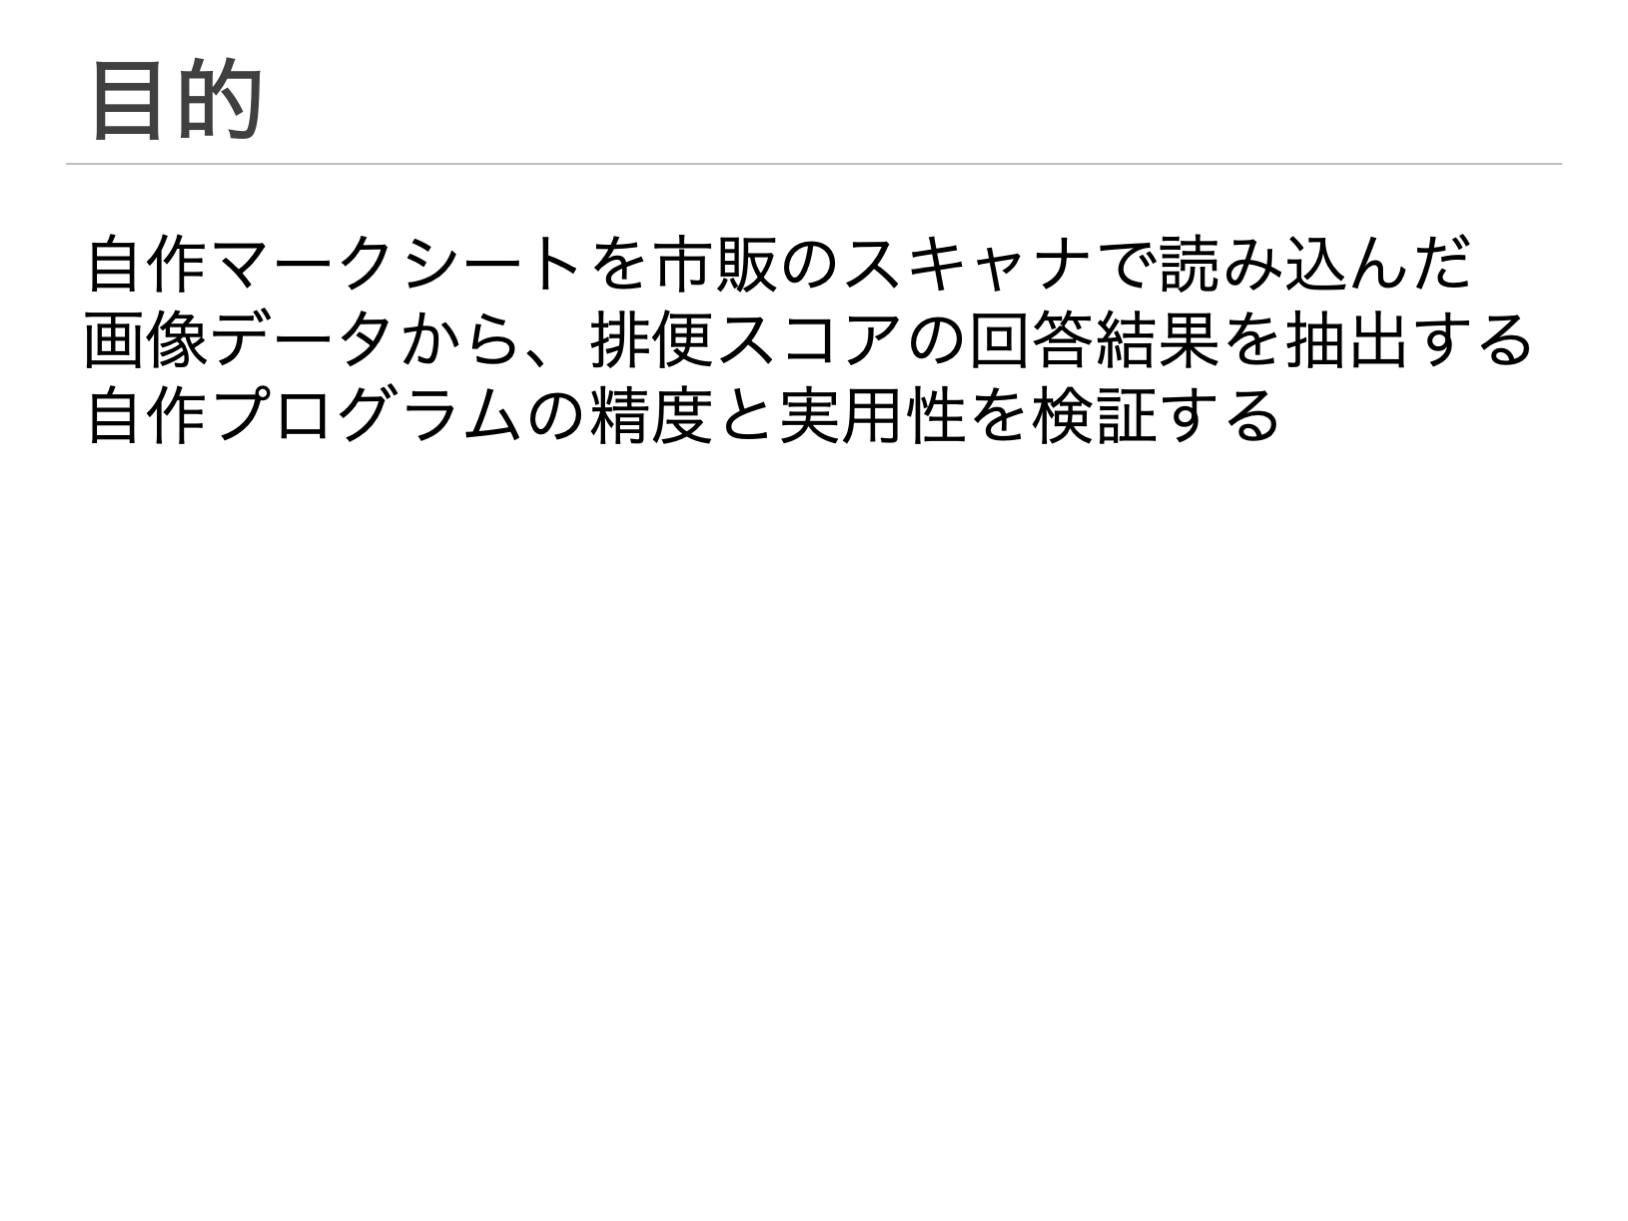 目的
自作マークシートを市販のスキャナで読み込んだ
画像データから、排便スコアの回答結果を抽出する
自作プログラムの精度と実用性を検証する